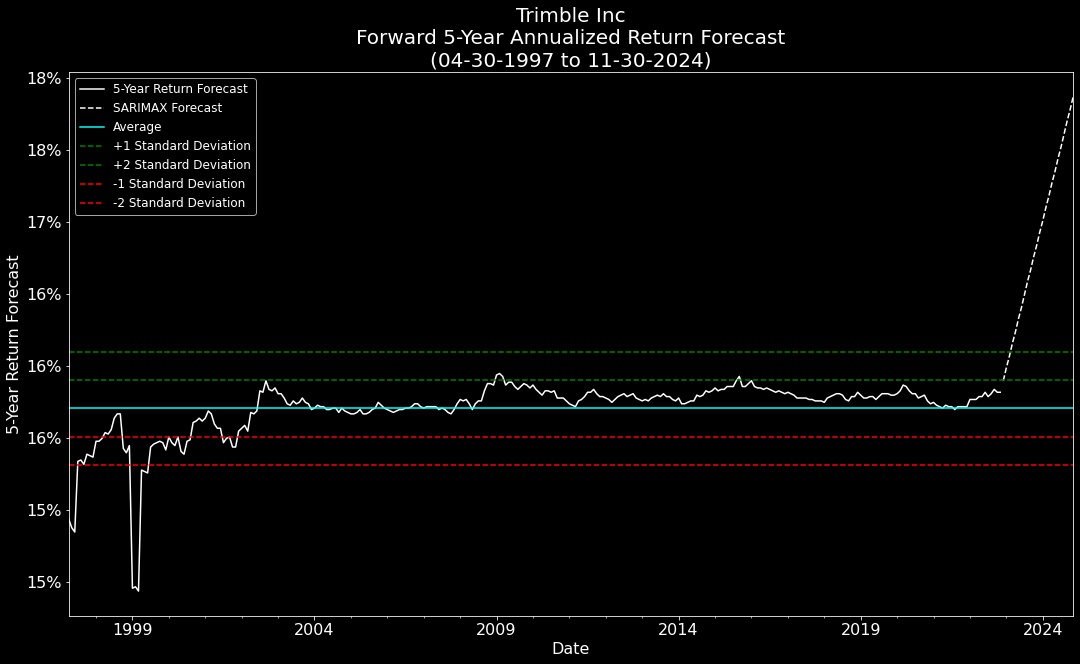 Trimble Inc
Forward 5-Year Annualized Return Forecast
(04-30-1997 to 11-30-2024)
5-Year Return Forecast
SARIMAX Forecast
Average
+1 Standard Deviation
+2 Standard Deviation
-1 Standard Deviation
-2 Standard Deviation
18%
18%
17%
16%
16%
16%
15%
15%
5-Year Return Forecast
1999
2004
2009
2014
2019
2024
Date